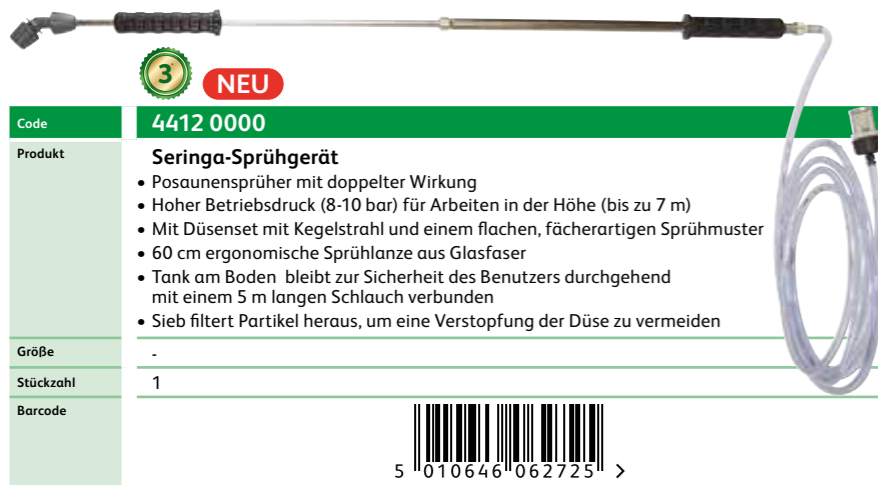 3
NEU
Code 4412 0000
Produkt Seringa-Sprühgerät
• Posaunensprüher mit doppelter Wirkung
• Hoher Betriebsdruck (8-10 bar) für Arbeiten in der Höhe (bis zu 7 m)
• Mit Düsenset mit Kegelstrahl und einem flachen, fächerartigen Sprühmuster
• 60 cm ergonomische Sprühlanze aus Glasfaser
• Tank am Boden bleibt zur Sicherheit des Benutzers durchgehend
mit einem 5 m langen Schlauch verbunden
• Sieb filtert Partikel heraus, um eine Verstopfung der Düse zu vermeiden
Größe -
Stückzahl 1
Barcode
5 010646 062725 >